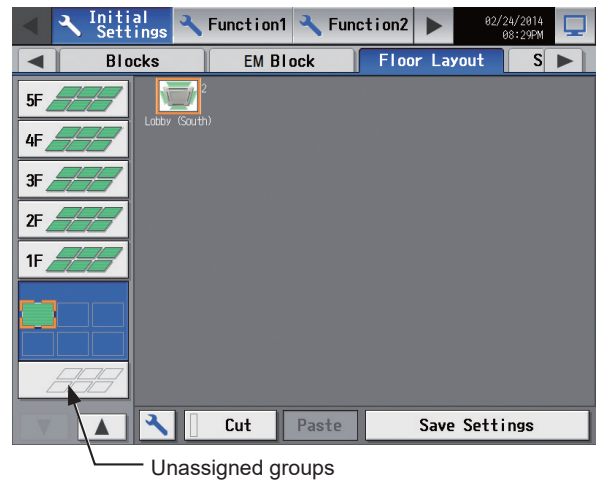 Initial Settings
Function1
Function2
02/24/2014
08:29PM
Blocks
EM Block
Floor Layout
S
5F
2
Lobby (South)
4F
3F
2F
1F
Cut
Paste
Save Settings
Unassigned groups